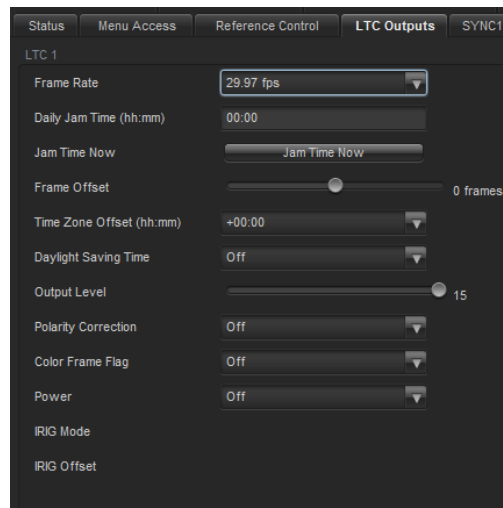 Status Menu Access Reference Control LTC Outputs SYNC1
LTC 1
Frame Rate 29.97 fps
Daily Jam Time (hh:mm) 00:00
Jam Time Now Jam Time Now
Frame Offset 0 frames
Time Zone Offset (hh:mm) +00:00
Daylight Saving Time Off
Output Level 15
Polarity Correction Off
Color Frame Flag Off
Power Off
IRIG Mode
IRIG Offset